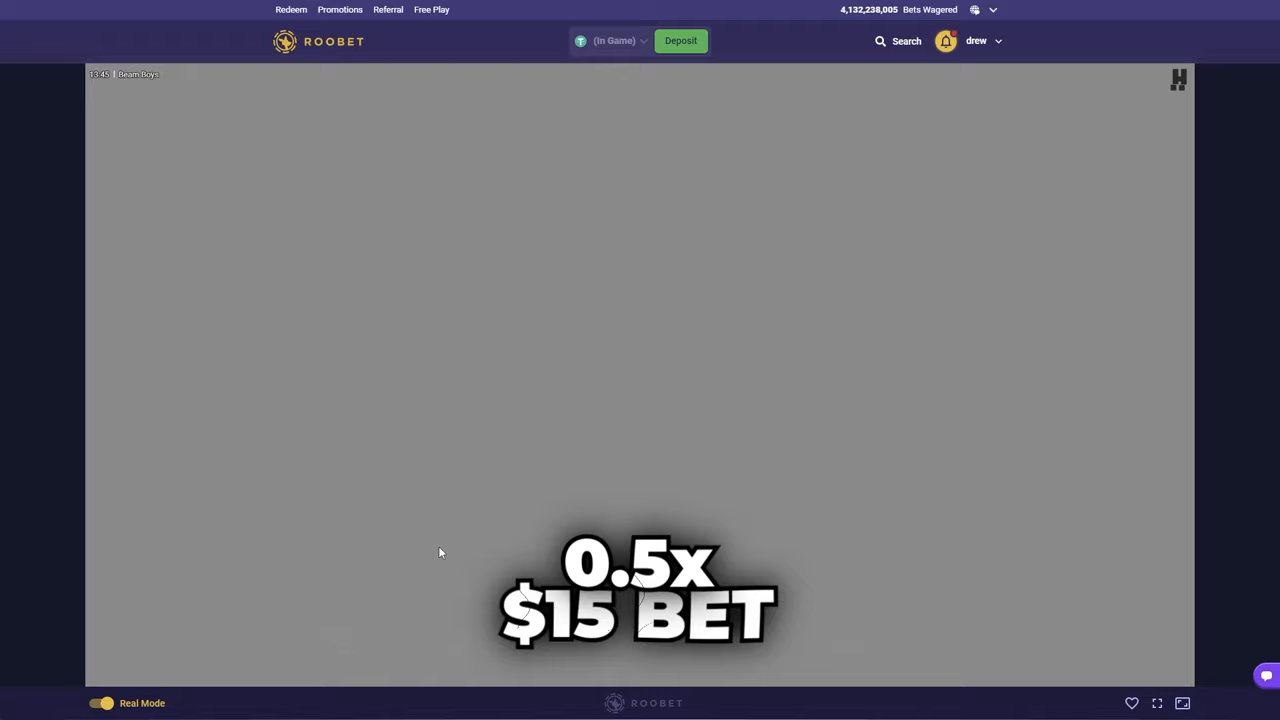 Redeem Promotions Referral Free Play 4,132,238,005 Bets Wagered
ROOBET (In Game) Deposit Search drew
13:45 | Beam Boys
0.5x
$15 BET
Real Mode ROOBET